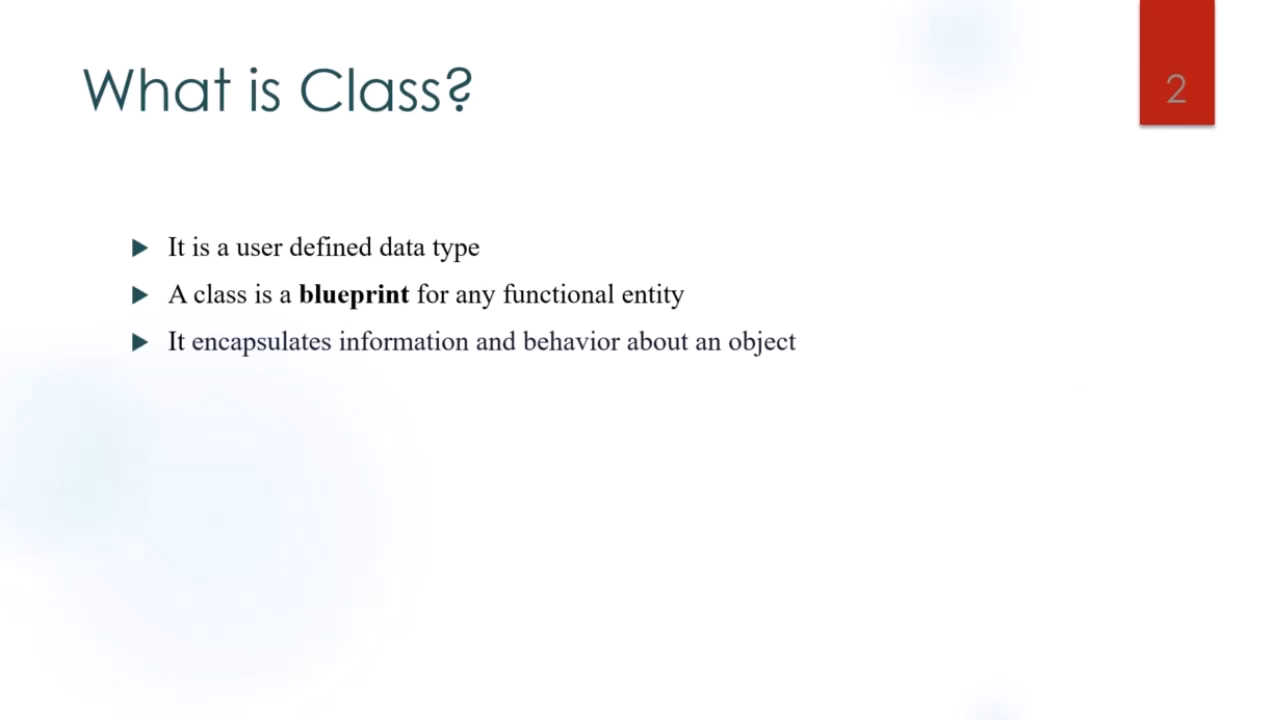 What is Class?
2
It is a user defined data type
A class is a blueprint for any functional entity
It encapsulates information and behavior about an object